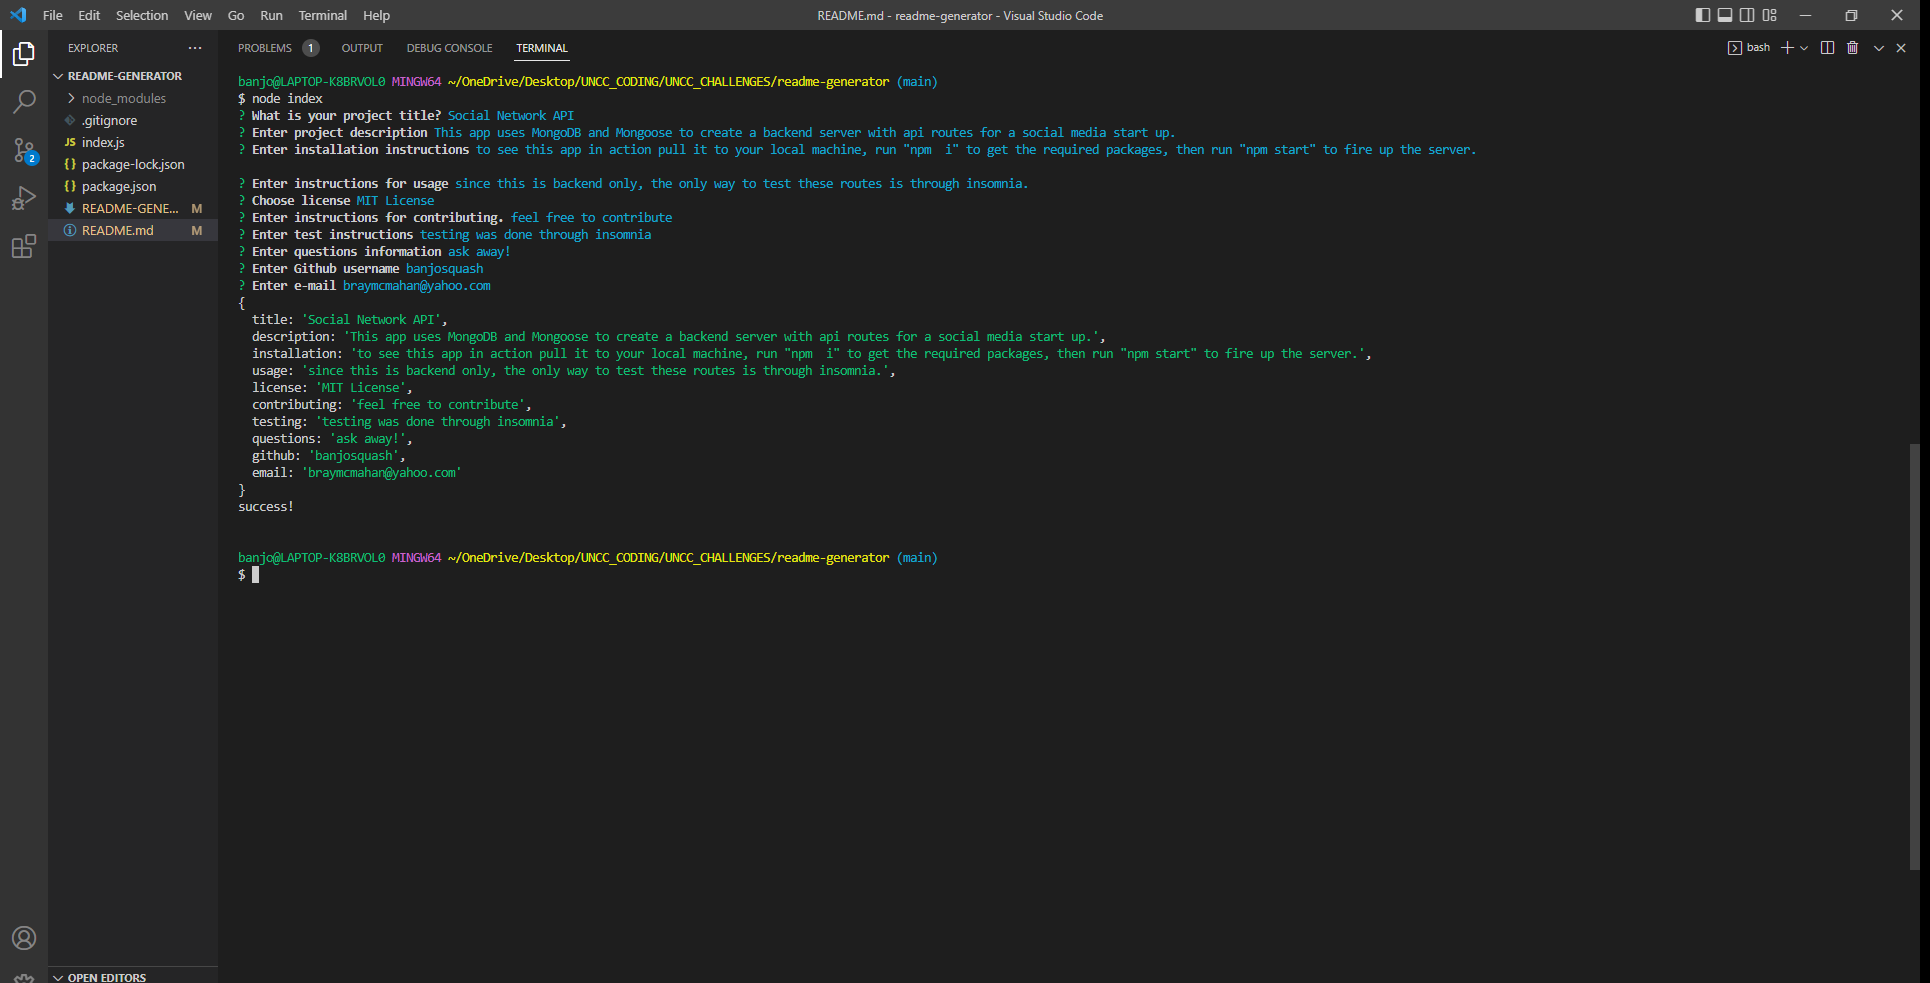 File Edit Selection View Go Run Terminal Help
README.md - readme-generator - Visual Studio Code
EXPLORER
README-GENERATOR
node_modules
.gitignore
JS index.js
{} package-lock.json
{} package.json
README-GENE... M
README.md M
2
OPEN EDITORS
PROBLEMS 1 OUTPUT DEBUG CONSOLE TERMINAL
bash
banjo@LAPTOP-K8BRVOL0 MINGW64 ~/OneDrive/Desktop/UNCC_CODING/UNCC_CHALLENGES/readme-generator (main)
$ node index
? What is your project title? Social Network API
? Enter project description This app uses MongoDB and Mongoose to create a backend server with api routes for a social media start up.
? Enter installation instructions to see this app in action pull it to your local machine, run "npm  i" to get the required packages, then run "npm start" to fire up the server.
? Enter instructions for usage since this is backend only, the only way to test these routes is through insomnia.
? Choose license MIT License
? Enter instructions for contributing. feel free to contribute
? Enter test instructions testing was done through insomnia
? Enter questions information ask away!
? Enter Github username banjosquash
? Enter e-mail braymcmahan@yahoo.com
{
  title: 'Social Network API',
  description: 'This app uses MongoDB and Mongoose to create a backend server with api routes for a social media start up.',
  installation: 'to see this app in action pull it to your local machine, run "npm  i" to get the required packages, then run "npm start" to fire up the server.',
  usage: 'since this is backend only, the only way to test these routes is through insomnia.',
  license: 'MIT License',
  contributing: 'feel free to contribute',
  testing: 'testing was done through insomnia',
  questions: 'ask away!',
  github: 'banjosquash',
  email: 'braymcmahan@yahoo.com'
}
success!
banjo@LAPTOP-K8BRVOL0 MINGW64 ~/OneDrive/Desktop/UNCC_CODING/UNCC_CHALLENGES/readme-generator (main)
$